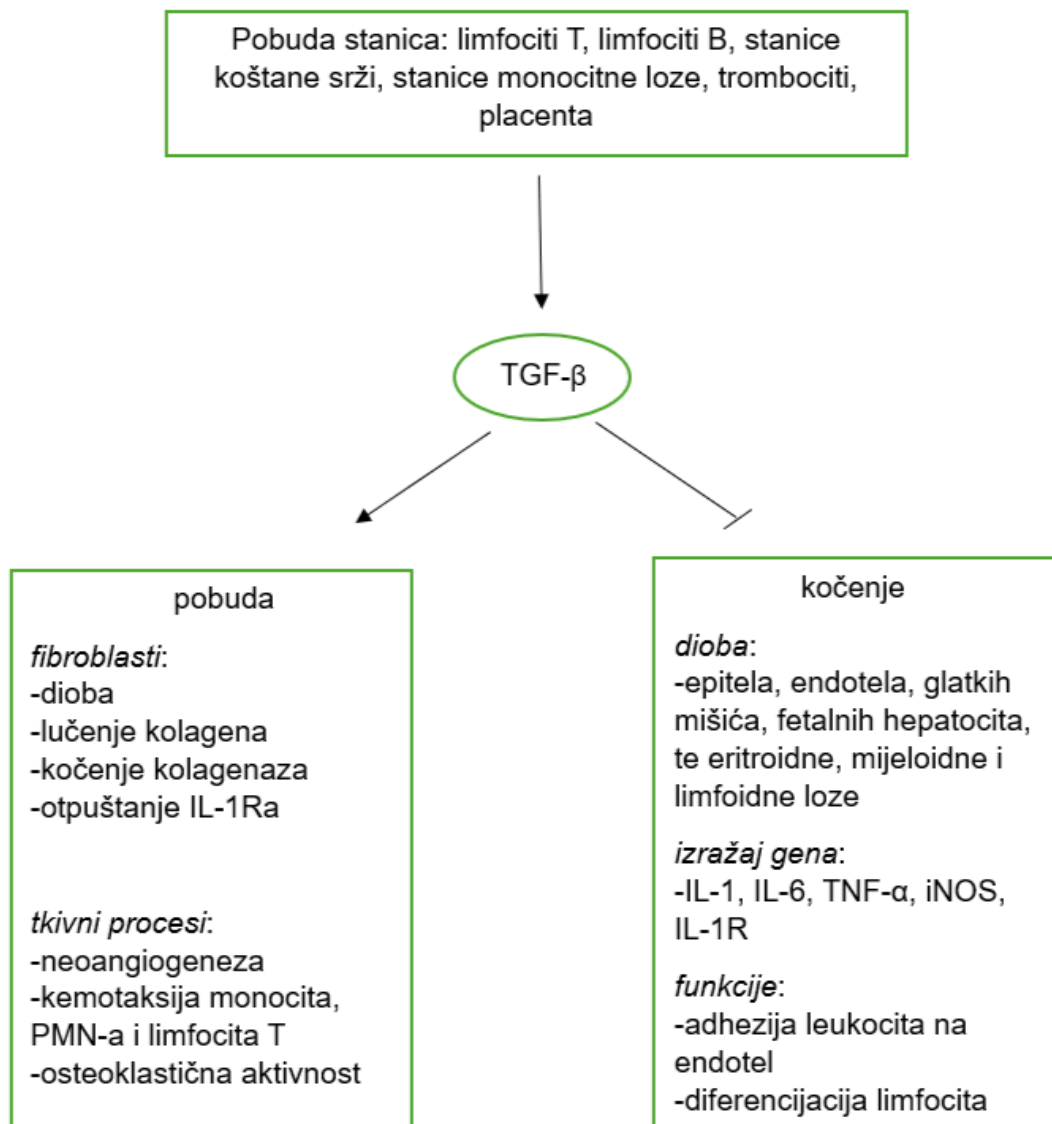 Pobuda stanica: limfociti T, limfociti B, stanice
koštane srži, stanice monocitne loze, trombociti,
placenta
TGF-β
pobuda
fibroblasti:
-dioba
-lučenje kolagena
-kočenje kolagenaza
-otpuštanje IL-1Ra
tkivni procesi:
-neoangiogeneza
-kemotaksija monocita,
PMN-a i limfocita T
-osteoklastična aktivnost
kočenje
dioba:
-epitela, endotela, glatkih
mišića, fetalnih hepatocita,
te eritroidne, mijeloidne i
limfoidne loze
izražaj gena:
-IL-1, IL-6, TNF-α, iNOS,
IL-1R
funkcije:
-adhezija leukocita na
endotel
-diferencijacija limfocita